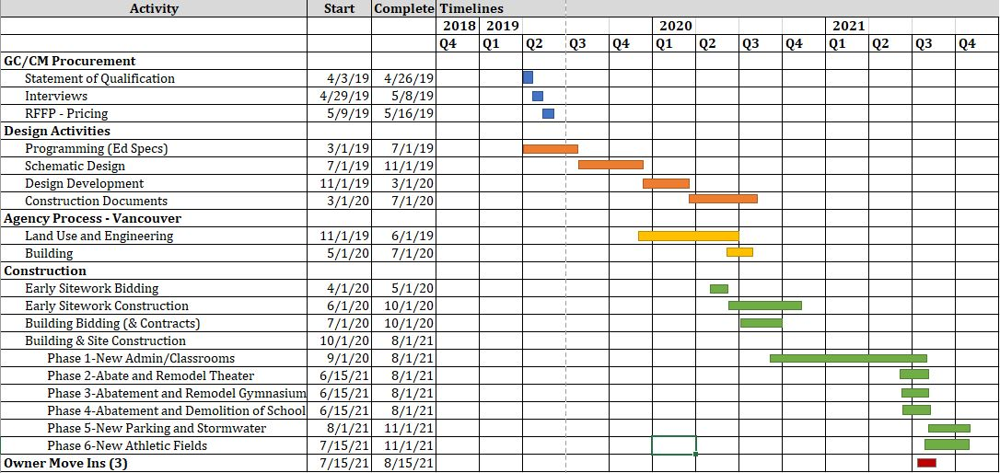 Activity Start Complete Timelines
2018 2019 2020 2021
Q4 Q1 Q2 Q3 Q4 Q1 Q2 Q3 Q4 Q1 Q2 Q3 Q4
GC/CM Procurement
Statement of Qualification 4/3/19 4/26/19
Interviews 4/29/19 5/8/19
RFFP - Pricing 5/9/19 5/16/19
Design Activities
Programming (Ed Specs) 3/1/19 7/1/19
Schematic Design 7/1/19 11/1/19
Design Development 11/1/19 3/1/20
Construction Documents 3/1/20 7/1/20
Agency Process - Vancouver
Land Use and Engineering 11/1/19 6/1/19
Building 5/1/20 7/1/20
Construction
Early Sitework Bidding 4/1/20 5/1/20
Early Sitework Construction 6/1/20 10/1/20
Building Bidding (& Contracts) 7/1/20 10/1/20
Building & Site Construction 10/1/20 8/1/21
Phase 1-New Admin/Classrooms 9/1/20 8/1/21
Phase 2-Abate and Remodel Theater 6/15/21 8/1/21
Phase 3-Abatement and Remodel Gymnasium 6/15/21 8/1/21
Phase 4-Abatement and Demolition of School 6/15/21 8/1/21
Phase 5-New Parking and Stormwater 8/1/21 11/1/21
Phase 6-New Athletic Fields 7/15/21 11/1/21
Owner Move Ins (3) 7/15/21 8/15/21